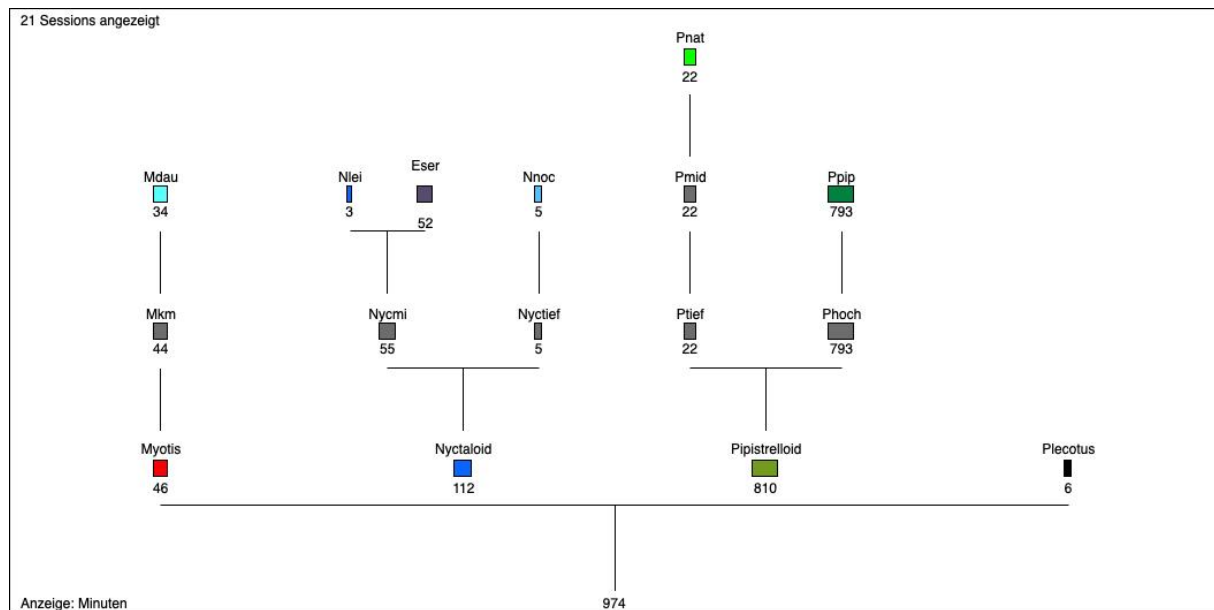 21 Sessions angezeigt
Pnat
22
Mdau
Nlei
Eser
Nnoc
Pmid
Ppip
34
3
52
5
22
793
Mkm
Nycmi
Nyctief
Ptief
Phoch
44
55
5
22
793
Myotis
Nyctaloid
Pipistrelloid
Plecotus
46
112
810
6
Anzeige: Minuten
974